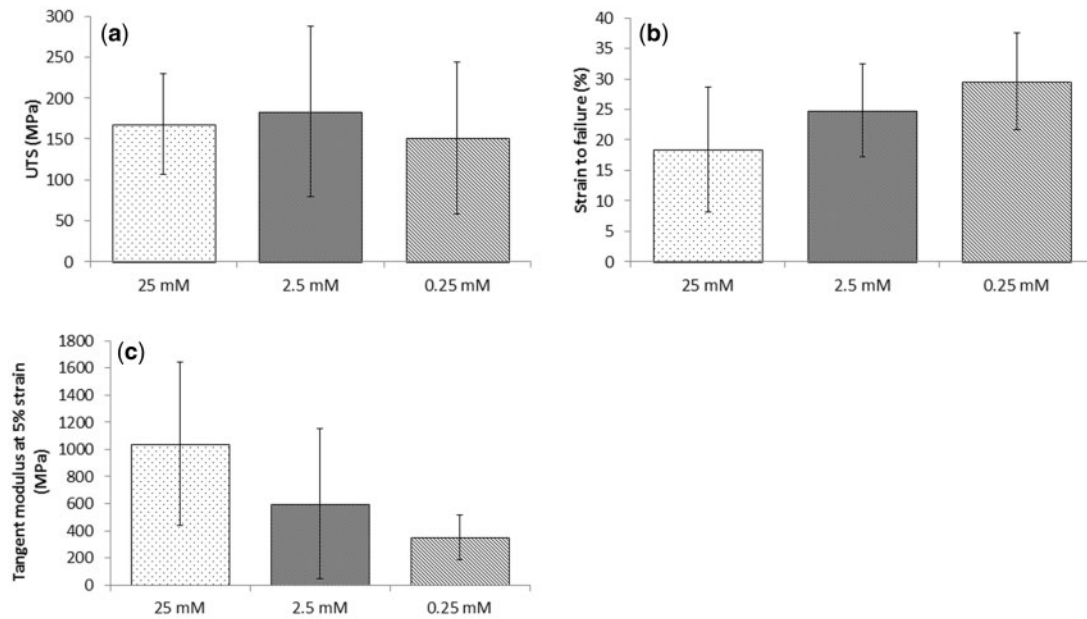 (a)
UTS (MPa)
300
250
200
150
100
50
0
25 mM 2.5 mM 0.25 mM
(b)
Strain to failure (%)
40
35
30
25
20
15
10
5
0
25 mM 2.5 mM 0.25 mM
(c)
Tangent modulus at 5% strain
(MPa)
1800
1600
1400
1200
1000
800
600
400
200
0
25 mM 2.5 mM 0.25 mM